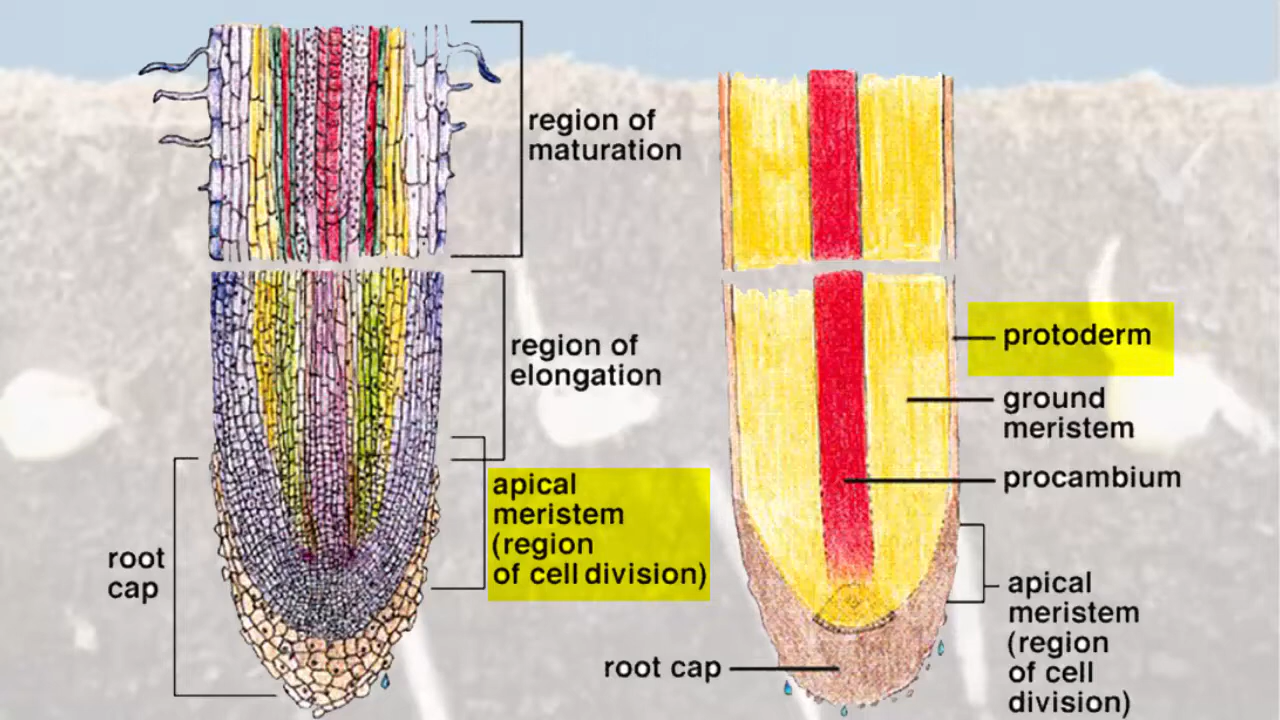 region of
maturation
region of
elongation
apical
meristem
(region
of cell division)
root
cap
protoderm
ground
meristem
procambium
apical
meristem
(region
of cell
division)
root cap